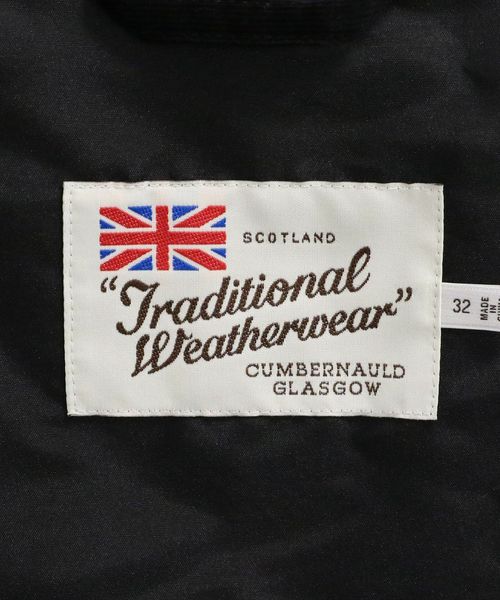 SCOTLAND
"Traditional
Weatherwear"
CUMBERNAULD
GLASGOW
32
MADE
IN